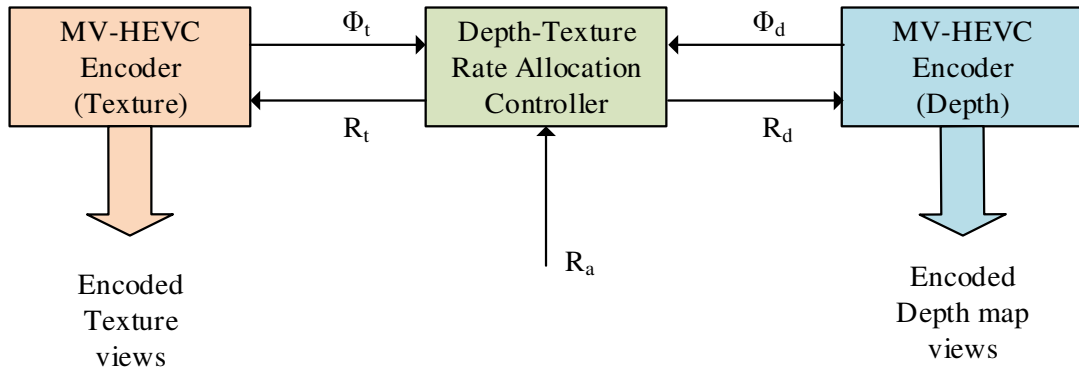 MV-HEVC
Encoder
(Texture)
Φt
Rt
Depth-Texture
Rate Allocation
Controller
Φd
Rd
MV-HEVC
Encoder
(Depth)
Ra
Encoded
Texture
views
Encoded
Depth map
views